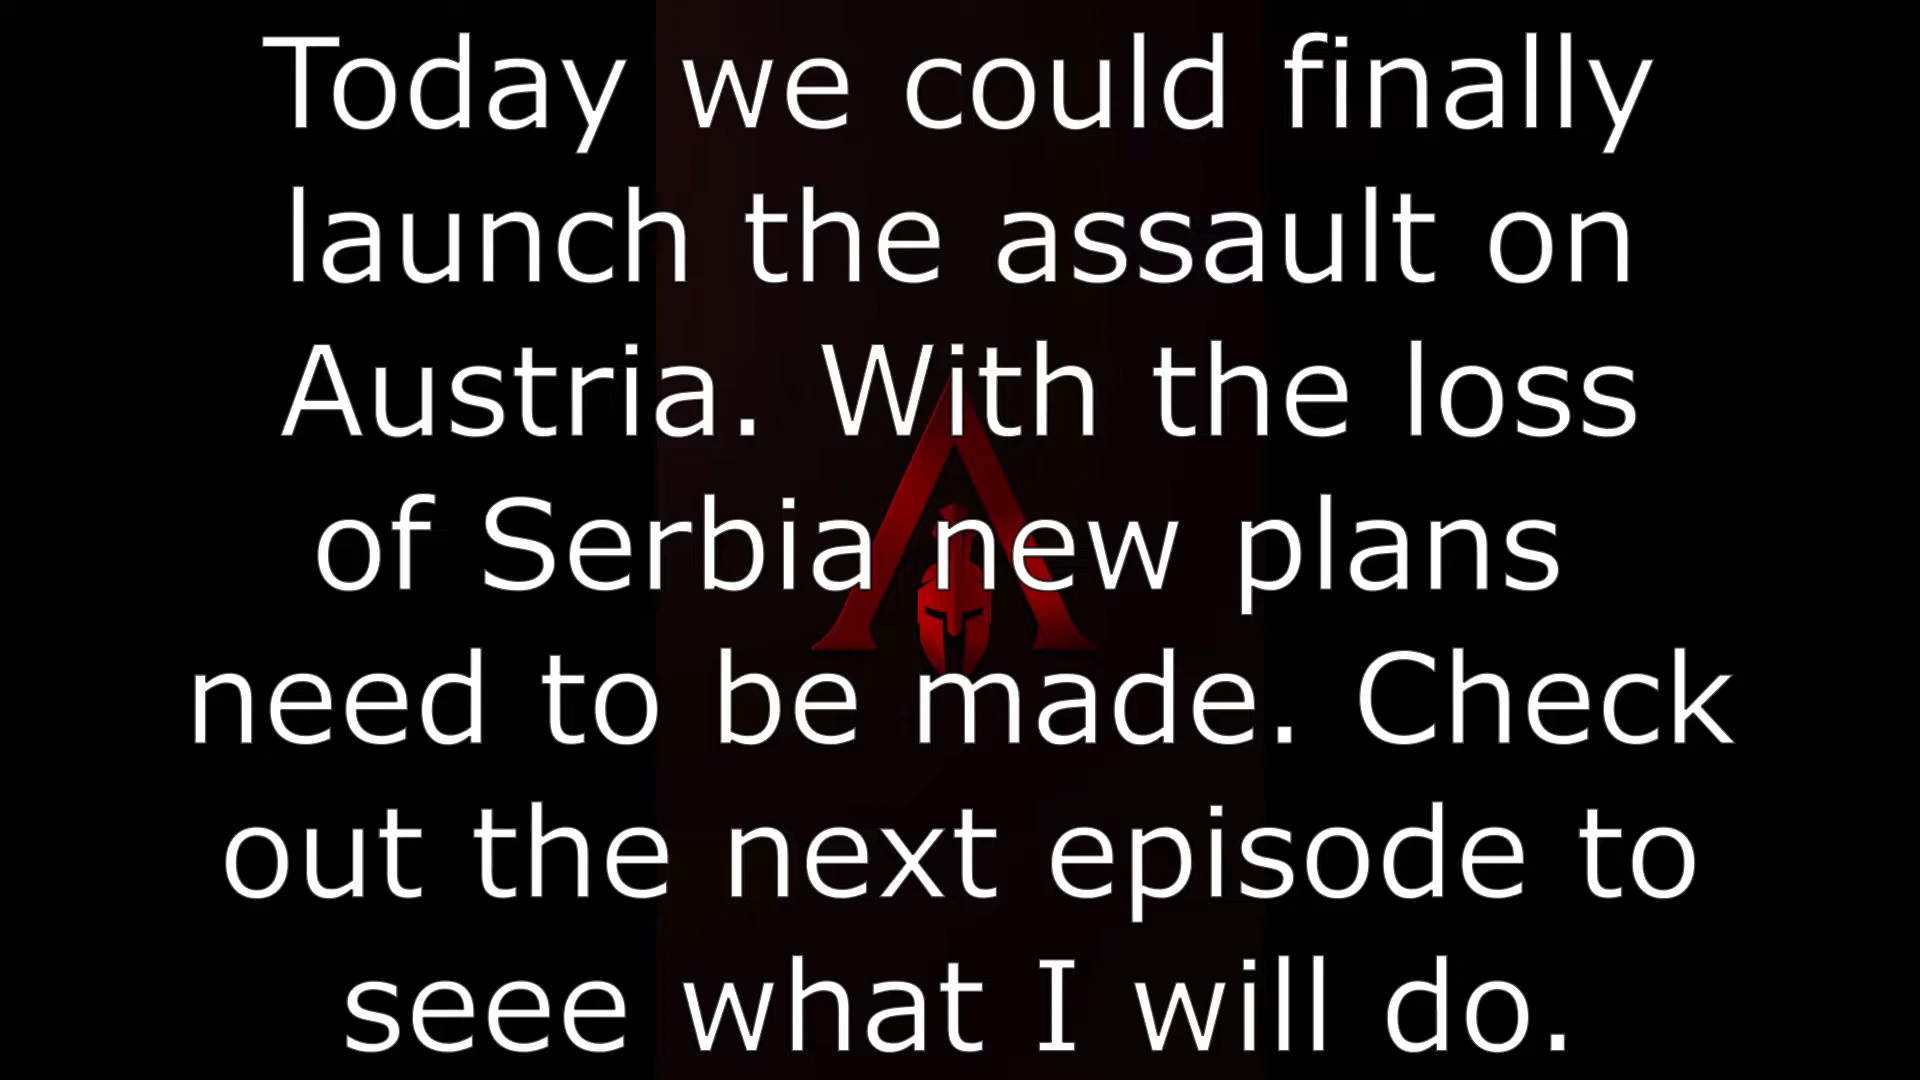 Today we could finally
launch the assault on
Austria. With the loss
of Serbia new plans
need to be made. Check
out the next episode to
seee what I will do.